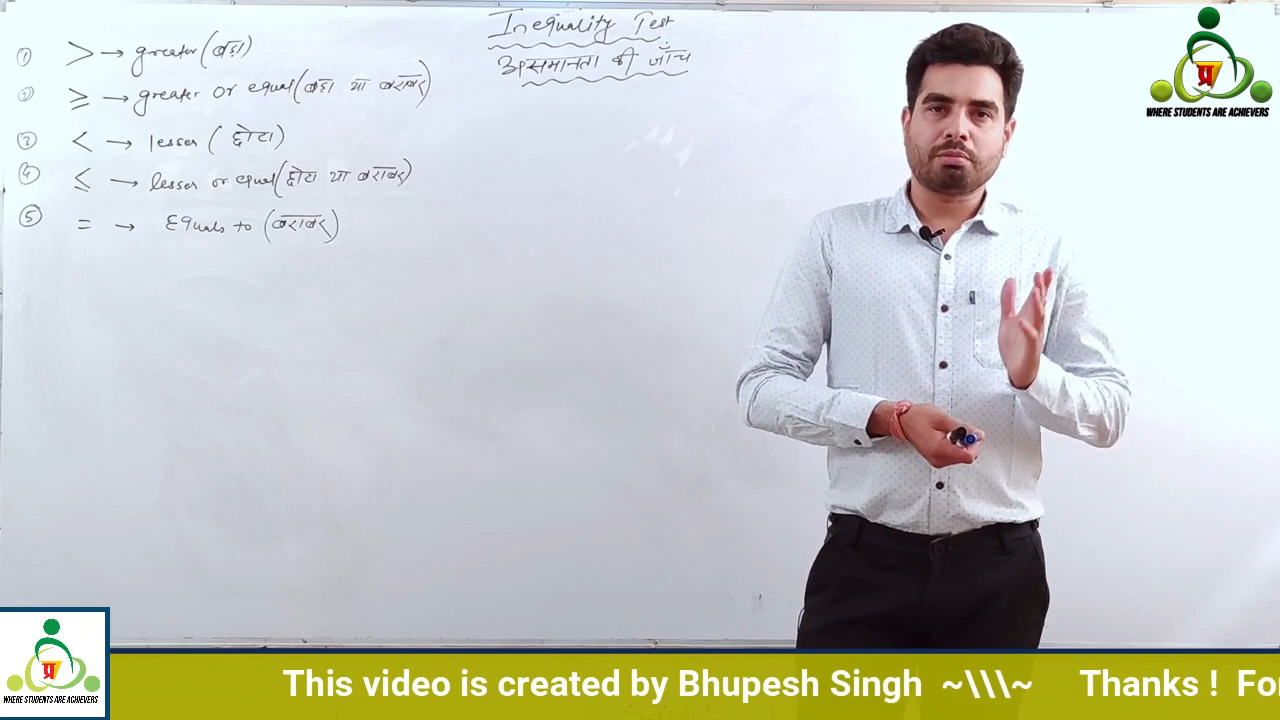 Inequality Test
असमानता की जाँच
① > → greater (बड़ा)
② ≥ → greater or equal (बड़ा या बराबर)
③ < → lesser (छोटा)
④ ≤ → lesser or equal (छोटा या बराबर)
⑤ = → Equals to (बराबर)
प्र
WHERE STUDENTS ARE ACHIEVERS
प्र
WHERE STUDENTS ARE ACHIEVERS
This video is created by Bhupesh Singh ~\\\~ Thanks ! For